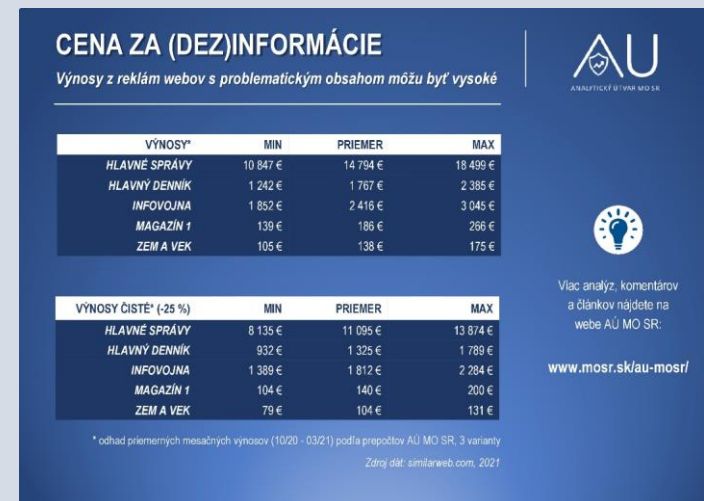 CENA ZA (DEZ)INFORMÁCIE
Výnosy z reklám webov s problematickým obsahom môžu byť vysoké
AU
ANALYTICKÝ ÚTVAR MO SR
VÝNOSY* MIN PRIEMER MAX
HLAVNÉ SPRÁVY 10 847 € 14 794 € 18 499 €
HLAVNÝ DENNÍK 1 242 € 1 767 € 2 385 €
INFOVOJNA 1 852 € 2 416 € 3 045 €
MAGAZÍN 1 139 € 186 € 266 €
ZEM A VEK 105 € 138 € 175 €
VÝNOSY ČISTÉ* (-25 %) MIN PRIEMER MAX
HLAVNÉ SPRÁVY 8 135 € 11 095 € 13 874 €
HLAVNÝ DENNÍK 932 € 1 325 € 1 789 €
INFOVOJNA 1 389 € 1 812 € 2 284 €
MAGAZÍN 1 104 € 140 € 200 €
ZEM A VEK 79 € 104 € 131 €
* odhad priemerných mesačných výnosov (10/20 - 03/21) podľa prepočtov AÚ MO SR, 3 varianty
Zdroj dát: similarweb.com, 2021
Viac analýz, komentárov
a článkov nájdete na
webe AÚ MO SR:
www.mosr.sk/au-mosr/